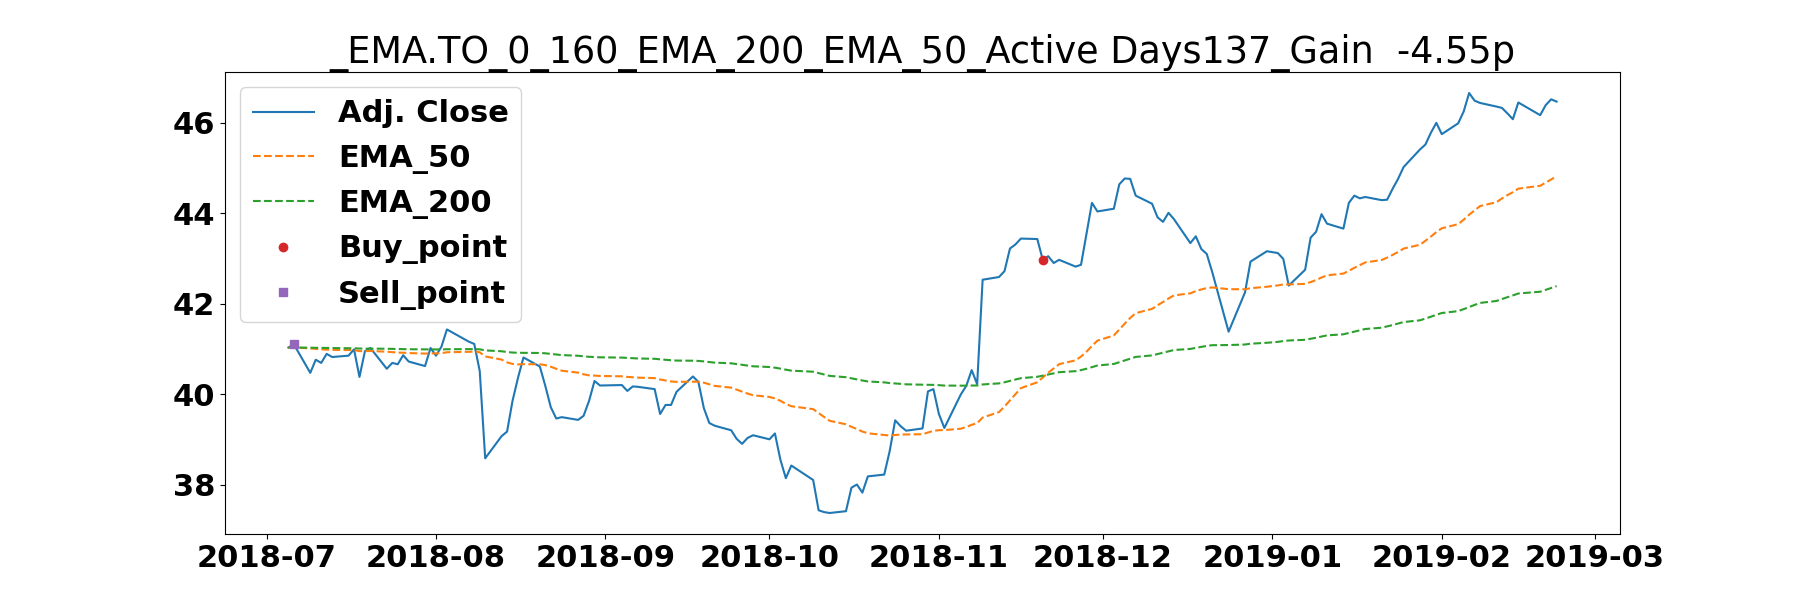 _EMA.TO_0_160_EMA_200_EMA_50_Active Days137_Gain  -4.55p
Adj. Close
EMA_50
EMA_200
Buy_point
Sell_point
46
44
42
40
38
2018-07 2018-08 2018-09 2018-10 2018-11 2018-12 2019-01 2019-02 2019-03